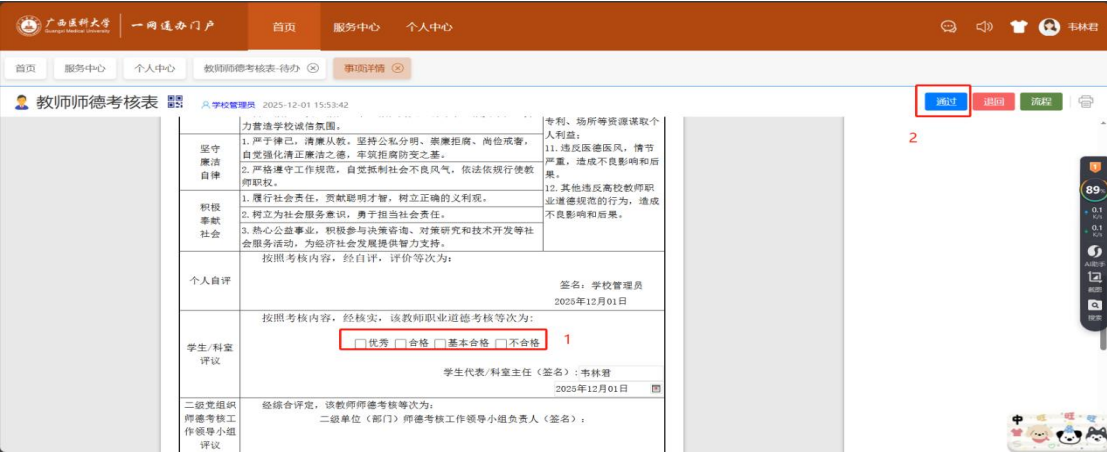 广西医科大学
Guangxi Medical University
一网通办门户
首页
服务中心
个人中心
韦林君
首页
服务中心
个人中心
教师师德考核表-待办
事项详情
教师师德考核表
学校管理员 2025-12-01 15:53:42
通过
退回
流程
2
力营造学校诚信氛围。
坚守
廉洁
自律
1. 严于律己，清廉从教。坚持公私分明、崇廉拒腐、尚俭戒奢，
自觉强化清正廉洁之德，牢筑拒腐防变之基。
2. 严格遵守工作规范，自觉抵制社会不良风气，依法依规行使教
师职权。
积极
奉献
社会
1. 履行社会责任，贡献聪明才智，树立正确的义利观。
2. 树立为社会服务意识，勇于担当社会责任。
3. 热心公益事业，积极参与决策咨询、对策研究和技术开发等社
会服务活动，为经济社会发展提供智力支持。
专利、场所等资源谋取个
人利益；
11. 违反医德医风，情节
严重，造成不良影响和后
果。
12. 其他违反高校教师职
业道德规范的行为，造成
不良影响和后果。
个人自评
按照考核内容，经自评，评价等次为：
签名：学校管理员
2025年12月01日
学生/科室
评议
按照考核内容，经核实，该教师职业道德考核等次为：
优秀 合格 基本合格 不合格
1
学生代表/科室主任（签名）：韦林君
2025年12月01日
二级党组织
师德考核工
作领导小组
评议
经综合评定，该教师师德考核等次为：
二级单位（部门）师德考核工作领导小组负责人（签名）：
89%
0.1
K/s
0.1
K/s
AI助手
截图
搜索
中